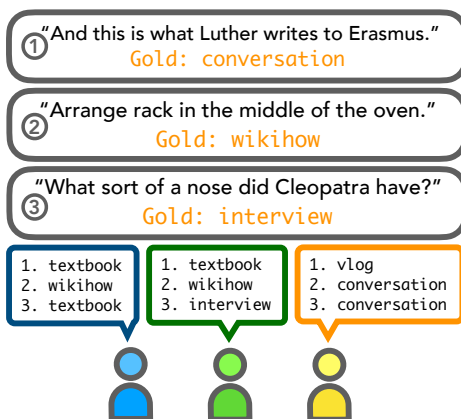 ① “And this is what Luther writes to Erasmus.”
Gold: conversation
② “Arrange rack in the middle of the oven.”
Gold: wikihow
③ “What sort of a nose did Cleopatra have?”
Gold: interview
1. textbook
2. wikihow
3. textbook
1. textbook
2. wikihow
3. interview
1. vlog
2. conversation
3. conversation